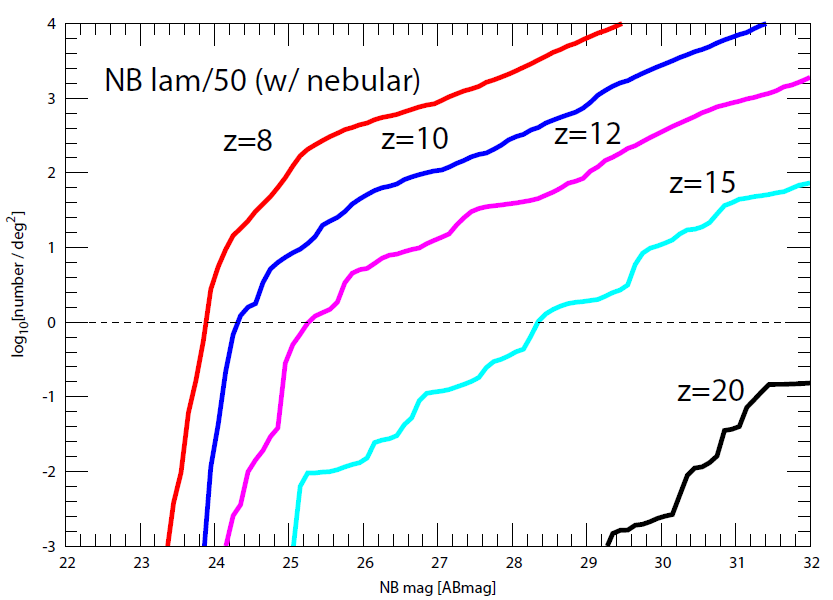 4
3
2
1
0
-1
-2
-3
log10[number / deg2]
NB lam/50 (w/ nebular)
z=8
z=10
z=12
z=15
z=20
22 23 24 25 26 27 28 29 30 31 32
NB mag [ABmag]